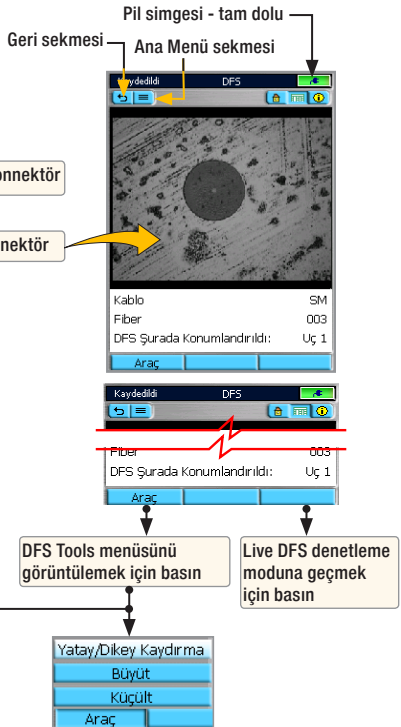 Pil simgesi - tam dolu
Geri sekmesi
Ana Menü sekmesi
Kaydedildi DFS
onnektör
nektör
Kablo SM
Fiber 003
DFS Şurada Konumlandırıldı: Uç 1
Araç
Kaydedildi DFS
Fiber 003
DFS Şurada Konumlandırıldı: Uç 1
Araç
DFS Tools menüsünü
görüntülemek için basın
Live DFS denetleme
moduna geçmek
için basın
Yatay/Dikey Kaydırma
Büyüt
Küçült
Araç